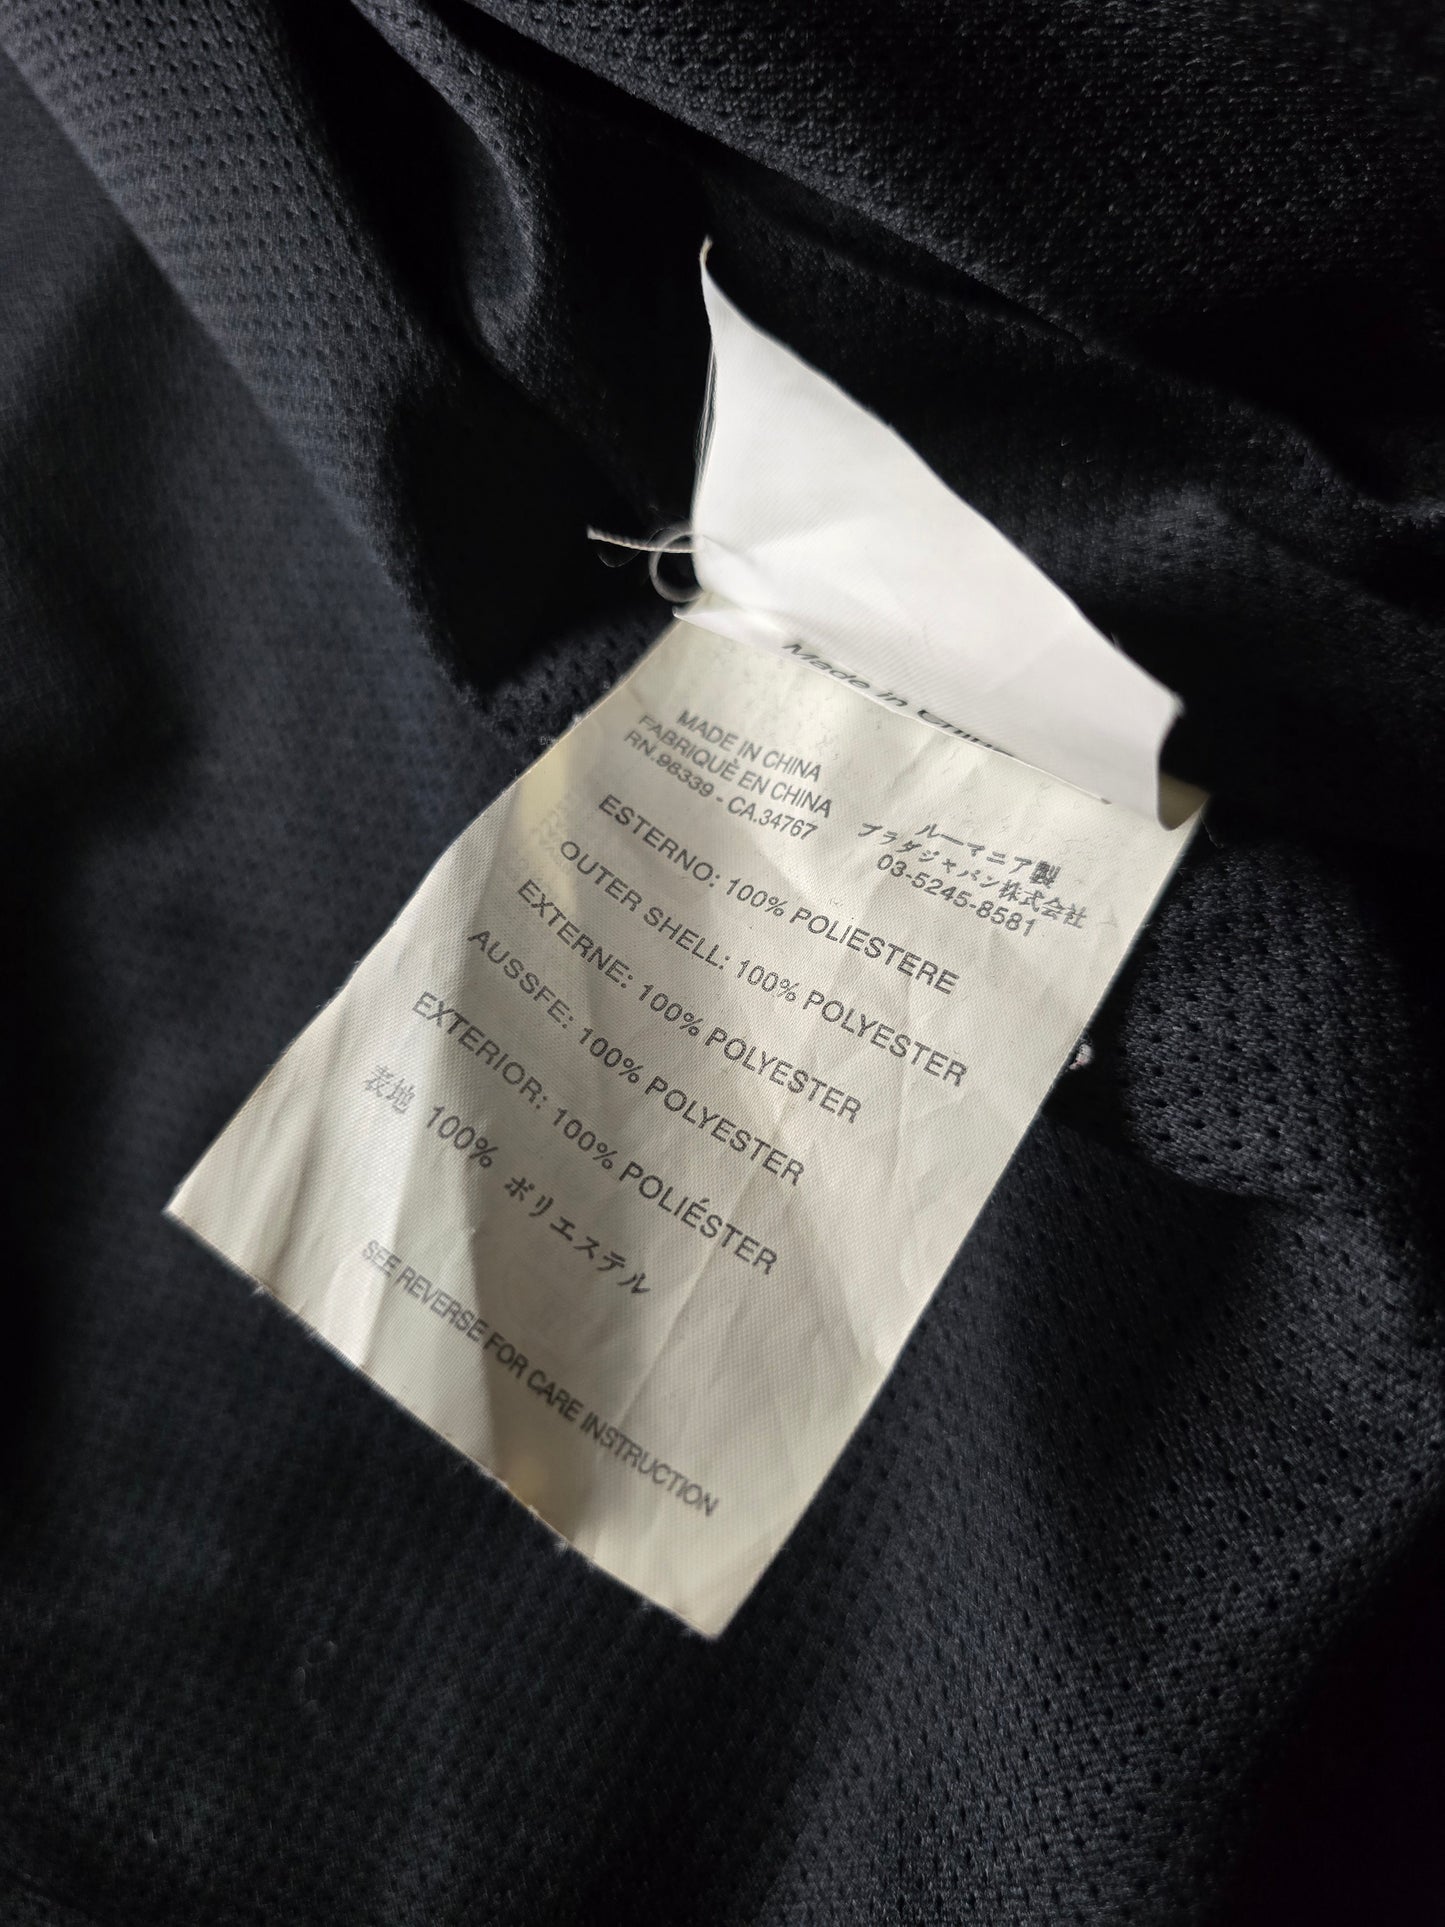 Made in China
MADE IN CHINA
FABRIQUÈ EN CHINA
RN.98339 - CA.34767
ルーマニア製
プラダジャパン株式会社
03-5245-8581
ESTERNO: 100% POLIESTERE
OUTER SHELL: 100% POLYESTER
EXTERNE: 100% POLYESTER
AUSSFE: 100% POLYESTER
EXTERIOR: 100% POLIÉSTER
表地 100% ポリエステル
SEE REVERSE FOR CARE INSTRUCTION